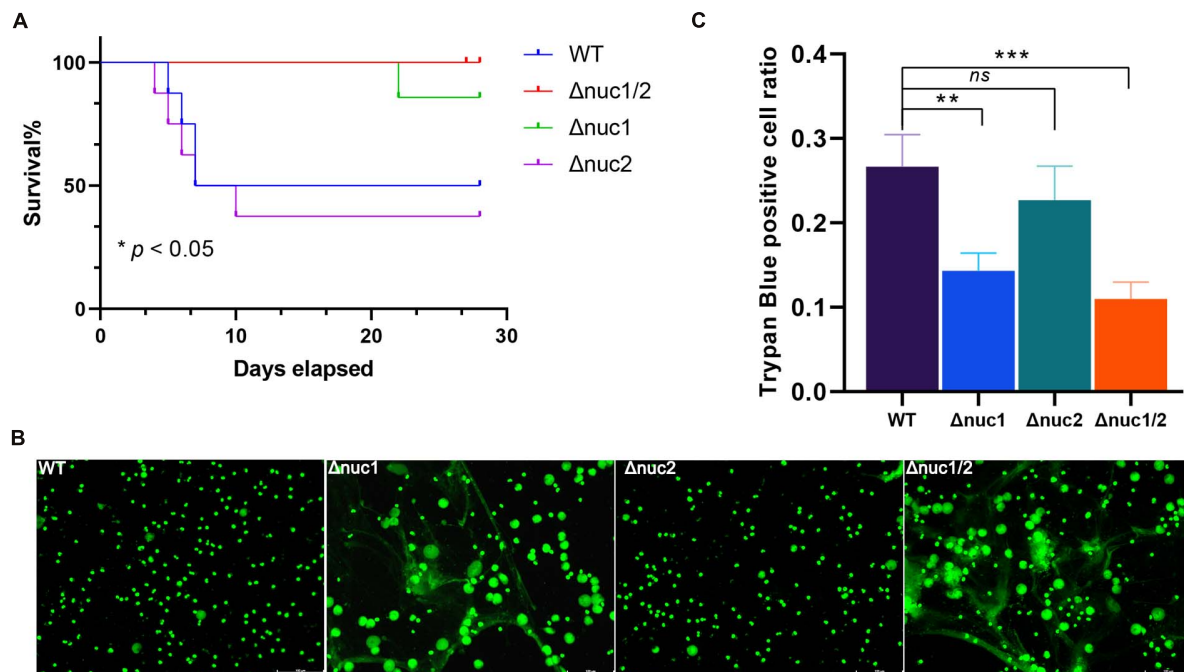 A
100
50
0
Survival%
0
10
20
30
Days elapsed
* p < 0.05
WT
Δnuc1/2
Δnuc1
Δnuc2
C
0.4
0.3
0.2
0.1
0.0
Trypan Blue positive cell ratio
***
ns
**
WT
Δnuc1
Δnuc2
Δnuc1/2
B
WT
Δnuc1
Δnuc2
Δnuc1/2